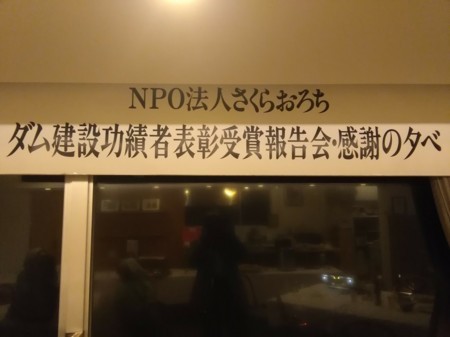 NPO法人さくらおろち
ダム建設功績者表彰受賞報告会・感謝の夕べ